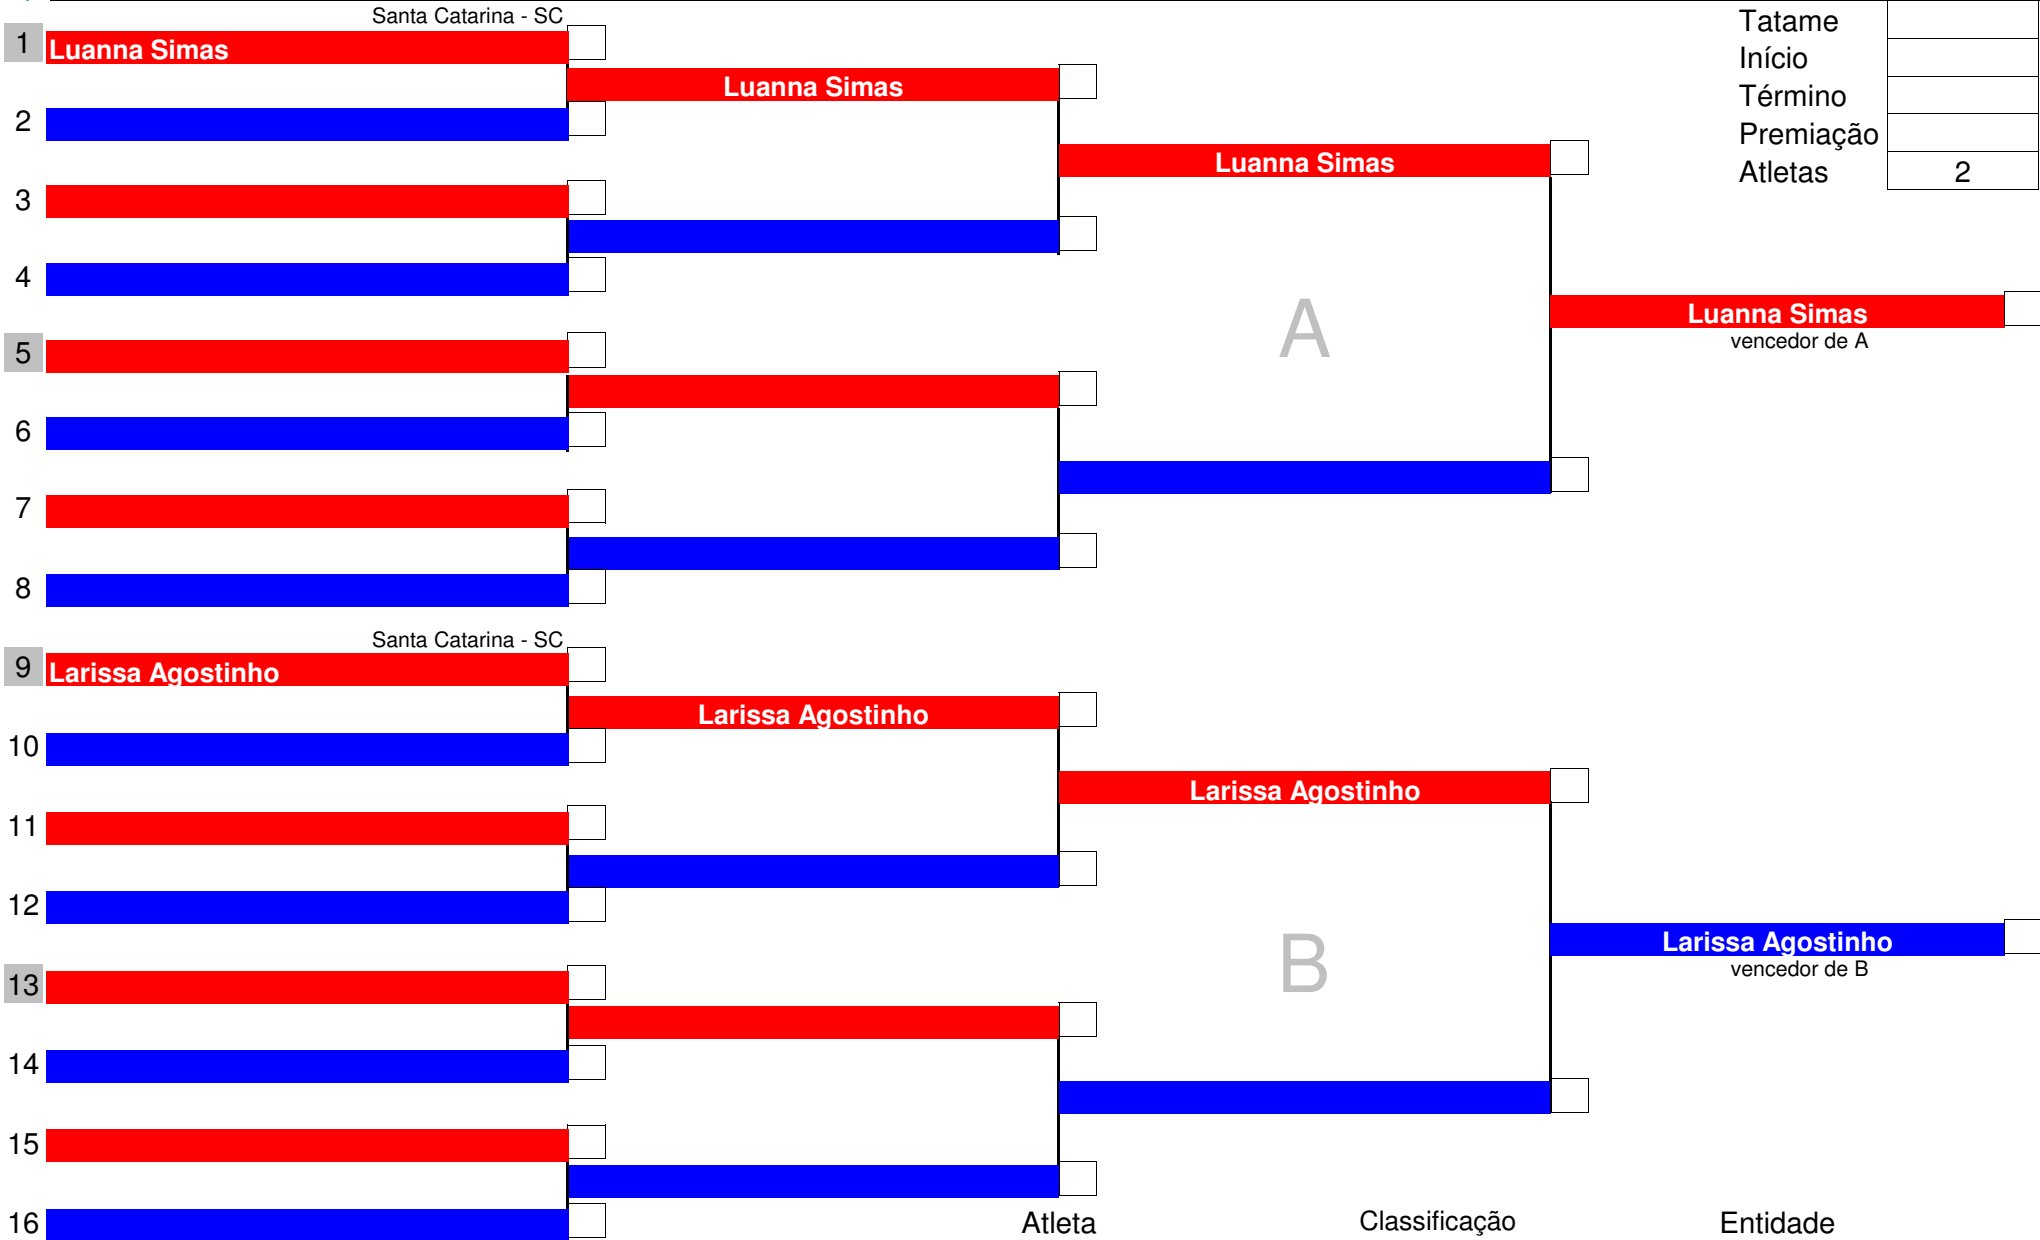 Santa Catarina - SC
Tatame
1 Luanna Simas
Luanna Simas
Início
Término
2
Premiação
Luanna Simas
Atletas 2
3
4
A
Luanna Simas
vencedor de A
5
6
7
8
Santa Catarina - SC
9 Larissa Agostinho
Larissa Agostinho
10
Larissa Agostinho
11
12
B
Larissa Agostinho
vencedor de B
13
14
15
16
Atleta Classificação Entidade